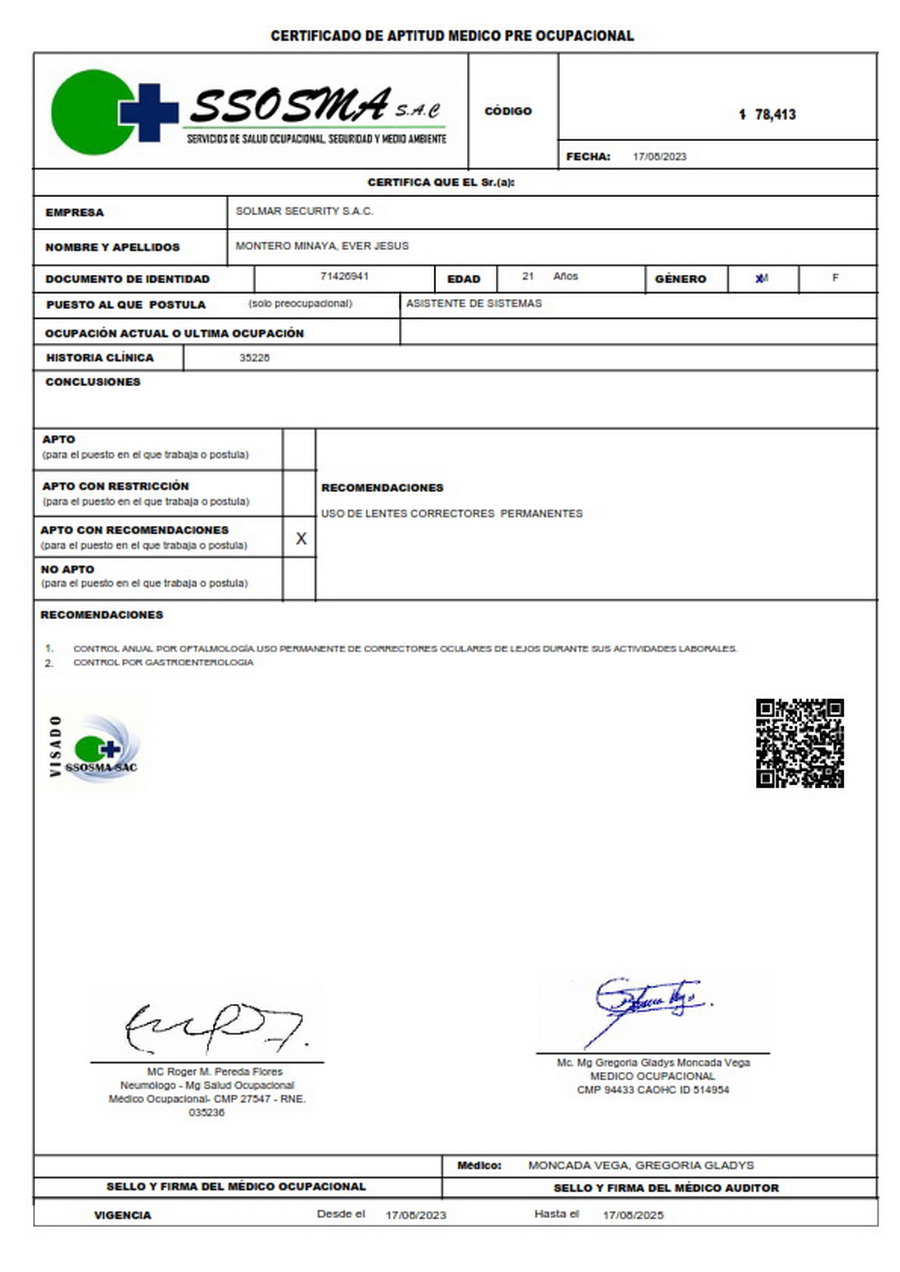 CERTIFICADO DE APTITUD MEDICO PRE OCUPACIONAL
SSOSMA S.A.C
SERVICIOS DE SALUD OCUPACIONAL, SEGURIDAD Y MEDIO AMBIENTE
CÓDIGO
1 78,413
FECHA: 17/08/2023
CERTIFICA QUE EL Sr.(a):
EMPRESA SOLMAR SECURITY S.A.C.
NOMBRE Y APELLIDOS MONTERO MINAYA, EVER JESUS
DOCUMENTO DE IDENTIDAD 71426941 EDAD 21 Años GÉNERO X M F
PUESTO AL QUE POSTULA (solo preocupacional) ASISTENTE DE SISTEMAS
OCUPACIÓN ACTUAL O ULTIMA OCUPACIÓN
HISTORIA CLÍNICA 35228
CONCLUSIONES
APTO
(para el puesto en el que trabaja o postula)
APTO CON RESTRICCIÓN
(para el puesto en el que trabaja o postula)
APTO CON RECOMENDACIONES
(para el puesto en el que trabaja o postula) X
NO APTO
(para el puesto en el que trabaja o postula)
RECOMENDACIONES
USO DE LENTES CORRECTORES PERMANENTES
RECOMENDACIONES
1. CONTROL ANUAL POR OFTALMOLOGÍA.USO PERMANENTE DE CORRECTORES OCULARES DE LEJOS DURANTE SUS ACTIVIDADES LABORALES.
2. CONTROL POR GASTROENTEROLOGIA
VISADO
SSOSMA SAC
MC Roger M. Pereda Flores
Neumólogo - Mg Salud Ocupacional
Médico Ocupacional- CMP 27547 - RNE.
035236
Mc. Mg Gregoria Gladys Moncada Vega
MEDICO OCUPACIONAL
CMP 94433 CAOHC ID 514954
Médico: MONCADA VEGA, GREGORIA GLADYS
SELLO Y FIRMA DEL MÉDICO OCUPACIONAL
SELLO Y FIRMA DEL MÉDICO AUDITOR
VIGENCIA Desde el 17/08/2023 Hasta el 17/08/2025